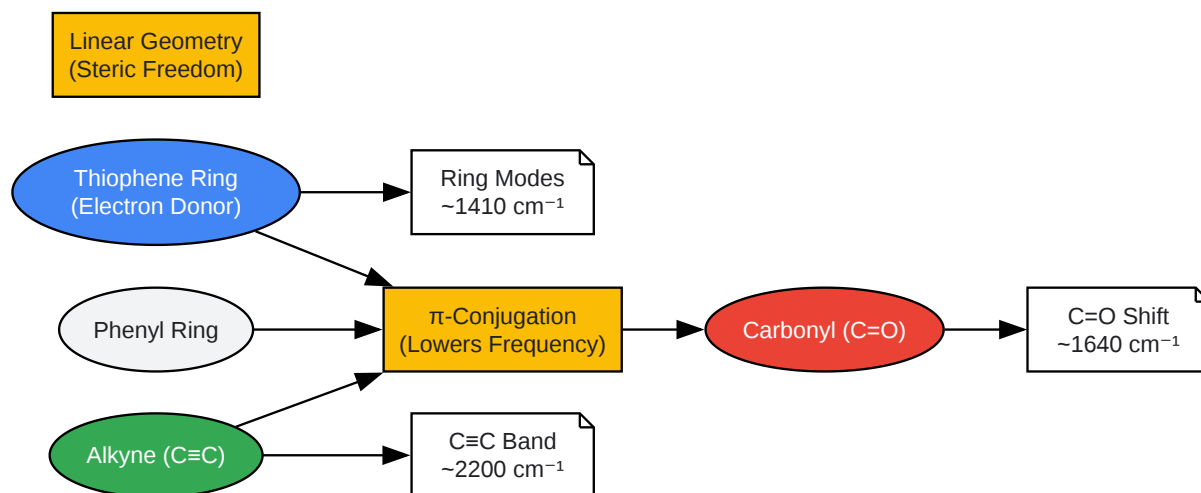 Linear Geometry
(Steric Freedom)
Thiophene Ring
(Electron Donor)
Ring Modes
~1410 cm⁻¹
Phenyl Ring
π-Conjugation
(Lowers Frequency)
Carbonyl (C=O)
C=O Shift
~1640 cm⁻¹
Alkyne (C≡C)
C≡C Band
~2200 cm⁻¹